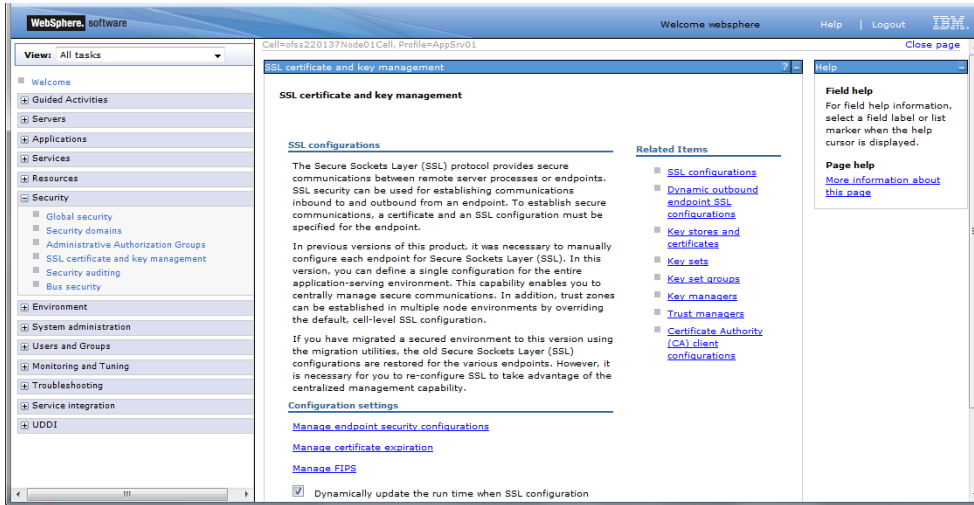 WebSphere. software
Welcome websphere
Help | Logout
IBM.
View: All tasks
Welcome
Guided Activities
Servers
Applications
Services
Resources
Security
Global security
Security domains
Administrative Authorization Groups
SSL certificate and key management
Security auditing
Bus security
Environment
System administration
Users and Groups
Monitoring and Tuning
Troubleshooting
Service integration
UDDI
Cell=ofss220137Node01Cell, Profile=AppSrv01
Close page
SSL certificate and key management
? -
SSL certificate and key management
SSL configurations
The Secure Sockets Layer (SSL) protocol provides secure
communications between remote server processes or endpoints.
SSL security can be used for establishing communications
inbound to and outbound from an endpoint. To establish secure
communications, a certificate and an SSL configuration must be
specified for the endpoint.
In previous versions of this product, it was necessary to manually
configure each endpoint for Secure Sockets Layer (SSL). In this
version, you can define a single configuration for the entire
application-serving environment. This capability enables you to
centrally manage secure communications. In addition, trust zones
can be established in multiple node environments by overriding
the default, cell-level SSL configuration.
If you have migrated a secured environment to this version using
the migration utilities, the old Secure Sockets Layer (SSL)
configurations are restored for the various endpoints. However, it
is necessary for you to re-configure SSL to take advantage of the
centralized management capability.
Configuration settings
Manage endpoint security configurations
Manage certificate expiration
Manage FIPS
Dynamically update the run time when SSL configuration
Related Items
SSL configurations
Dynamic outbound
endpoint SSL
configurations
Key stores and
certificates
Key sets
Key set groups
Key managers
Trust managers
Certificate Authority
(CA) client
configurations
Help
Field help
For field help information,
select a field label or list
marker when the help
cursor is displayed.
Page help
More information about
this page